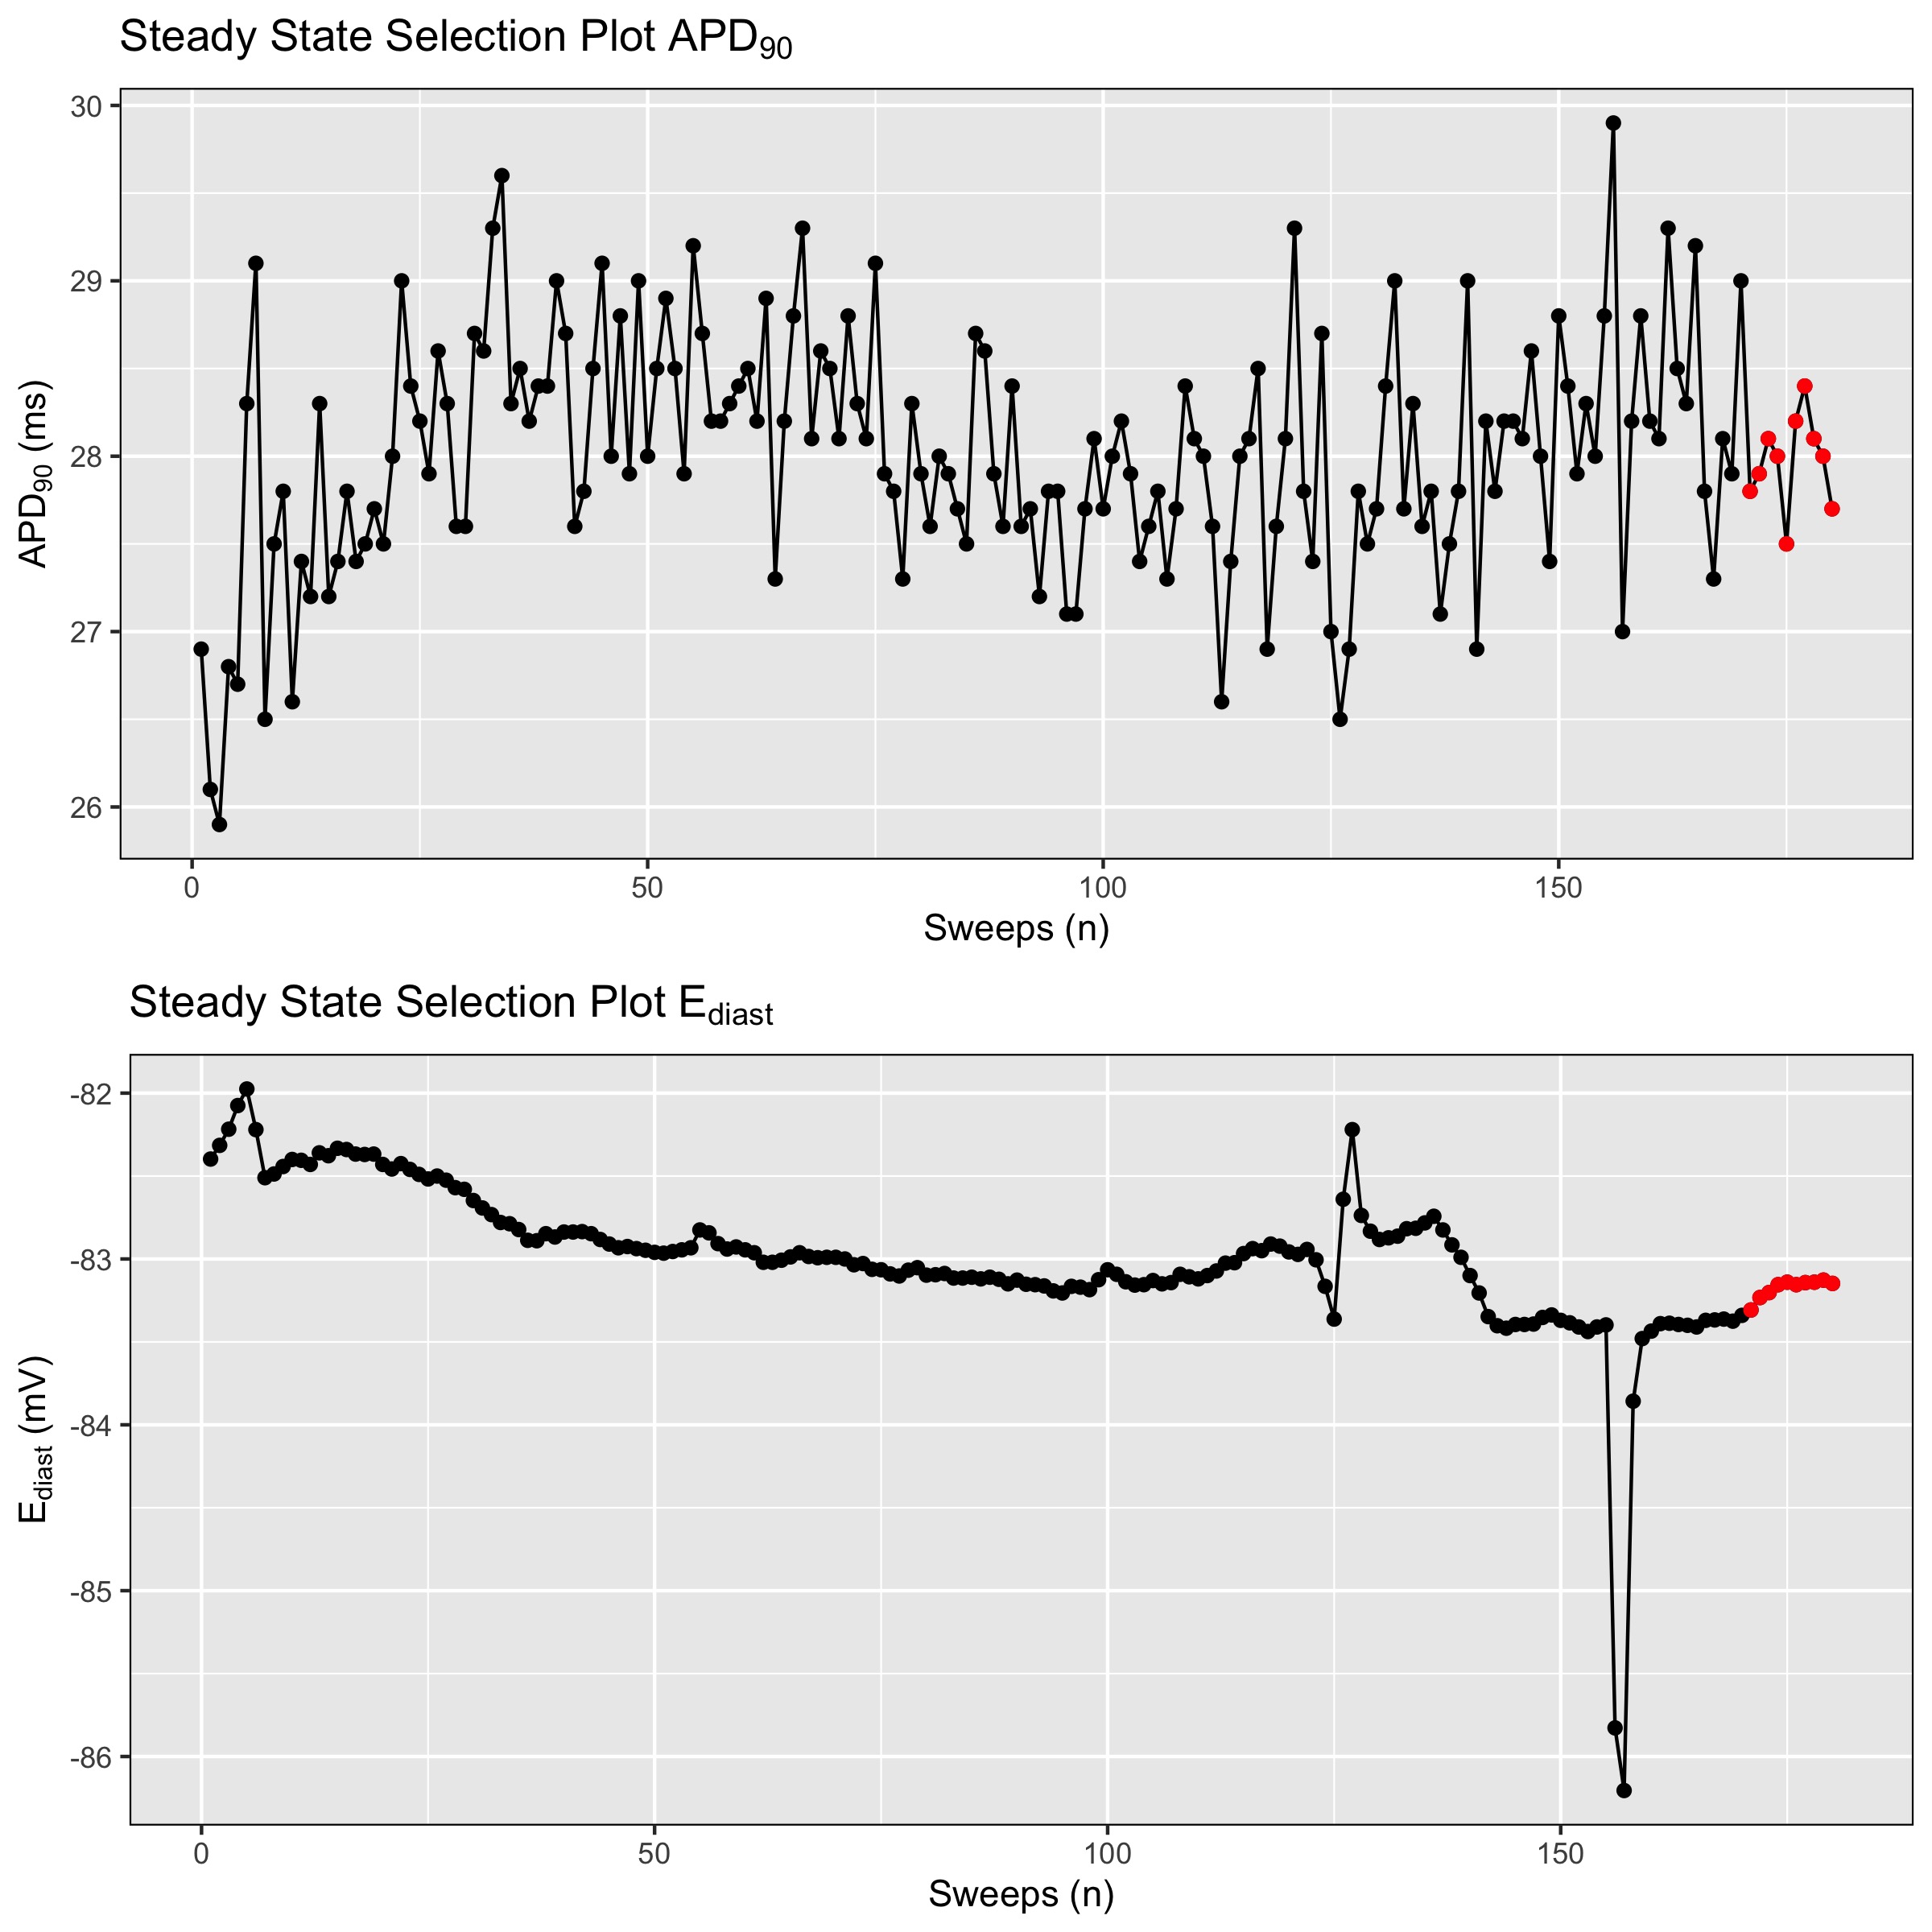 Steady State Selection Plot APD90
30
29
28
27
26
APD90 (ms)
0 50 100 150
Sweeps (n)
Steady State Selection Plot Ediast
-82
-83
-84
-85
-86
Ediast (mV)
0 50 100 150
Sweeps (n)